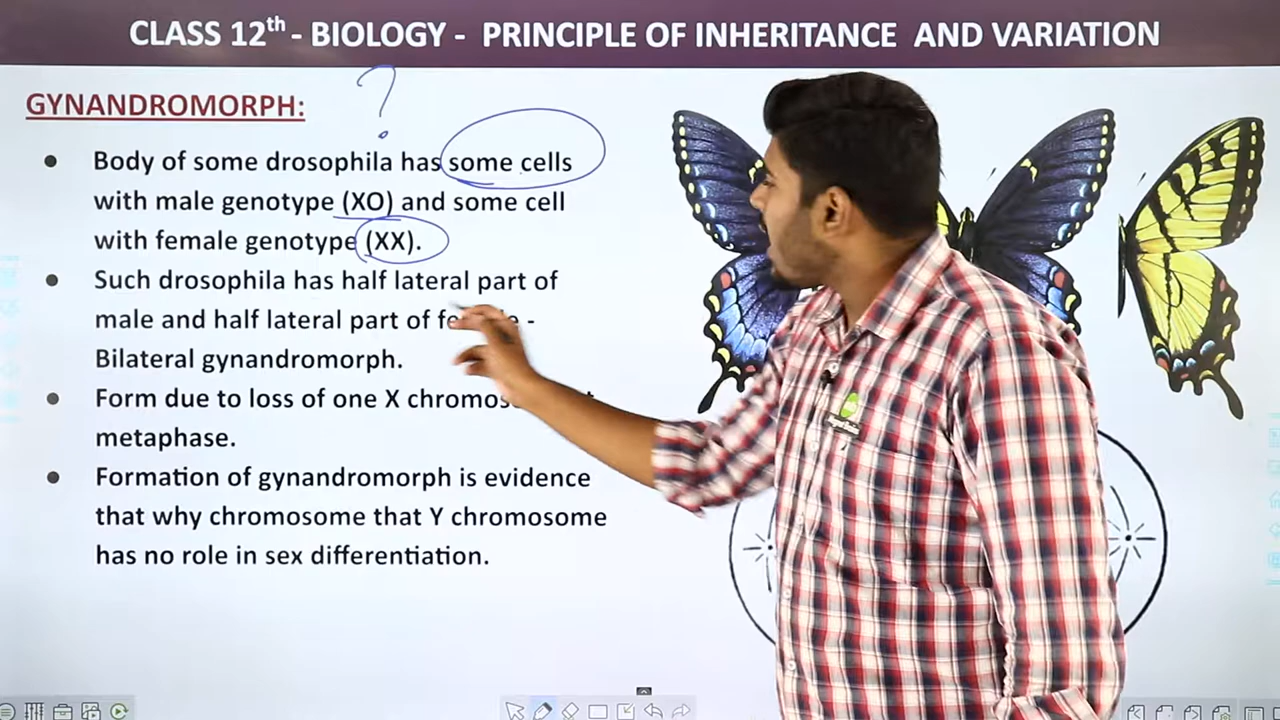 CLASS 12th - BIOLOGY - PRINCIPLE OF INHERITANCE AND VARIATION
GYNANDROMORPH:
?
• Body of some drosophila has some cells
with male genotype (XO) and some cell
with female genotype (XX).
• Such drosophila has half lateral part of
male and half lateral part of -
Bilateral gynandromorph.
• Form due to loss of one X
metaphase.
• Formation of gynandromorph is evidence
that why chromosome that Y chromosome
has no role in sex differentiation.